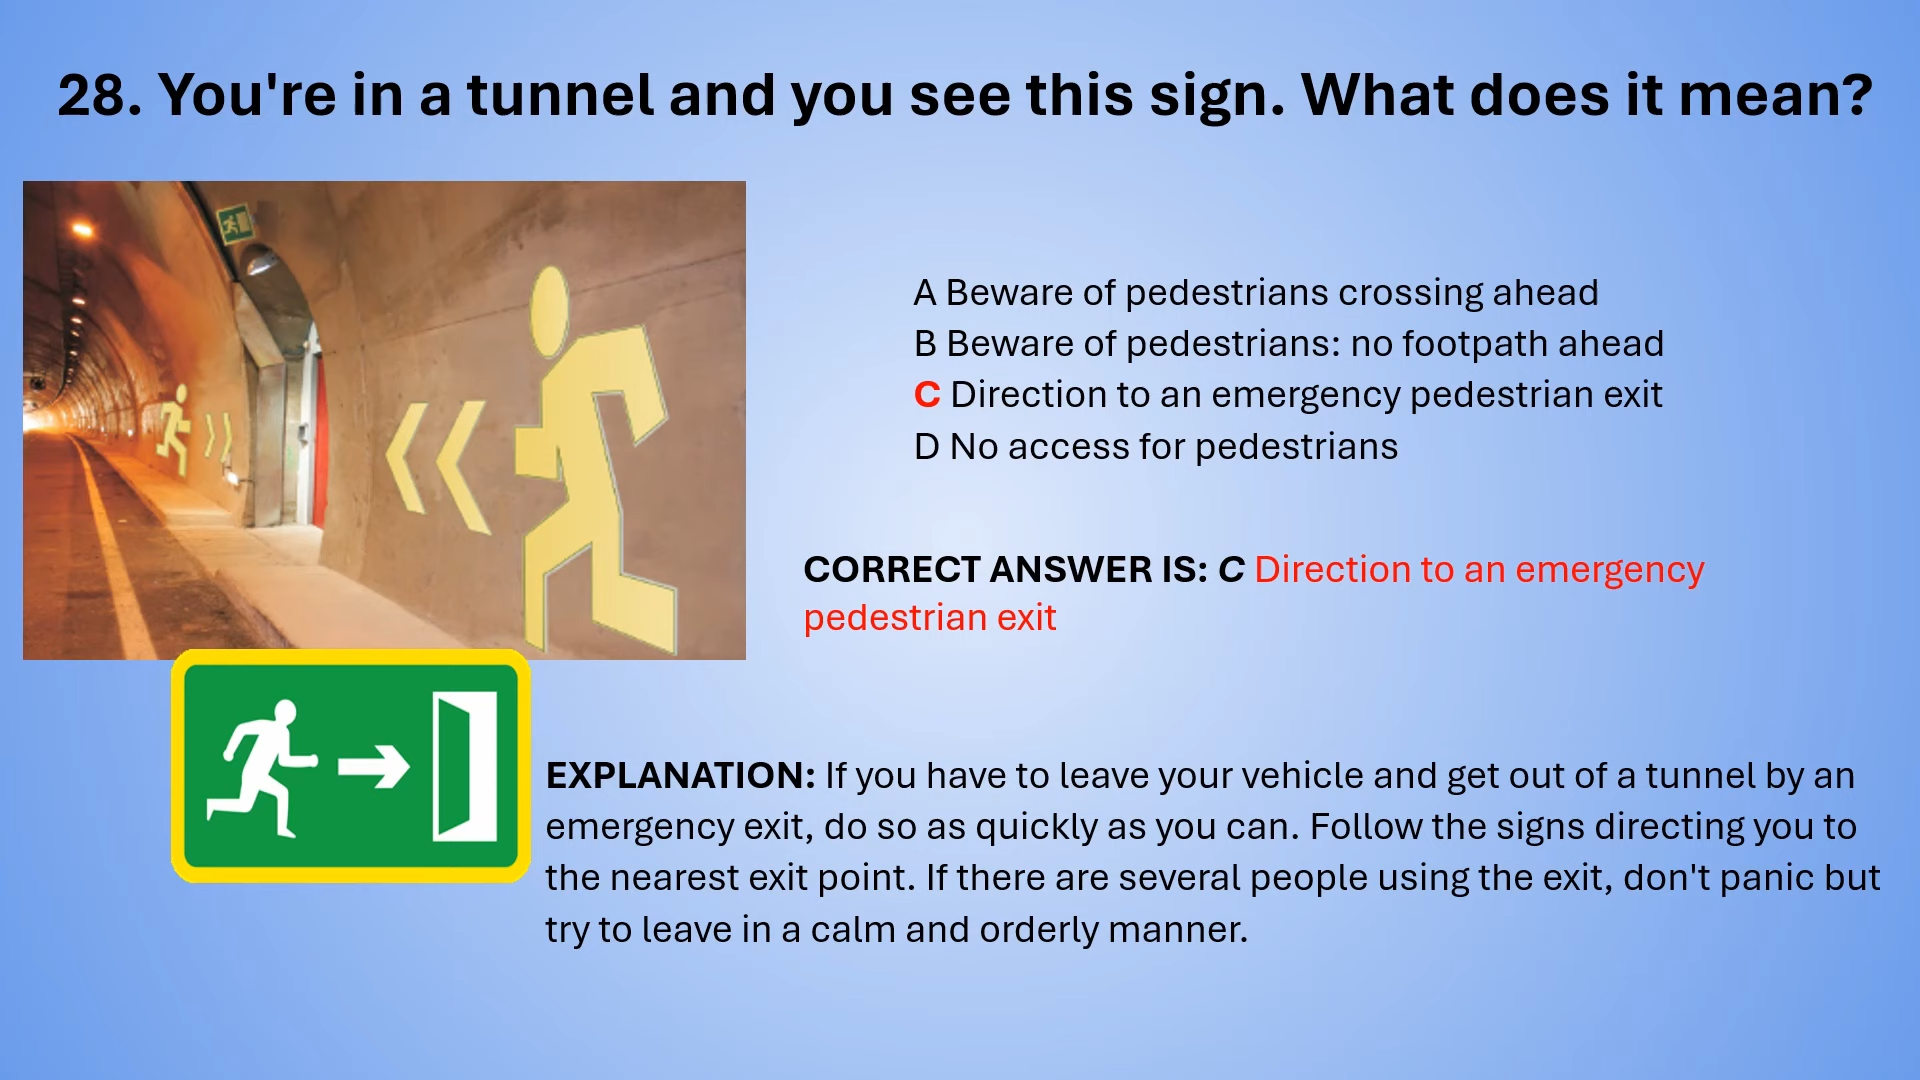 28. You're in a tunnel and you see this sign. What does it mean?
A Beware of pedestrians crossing ahead
B Beware of pedestrians: no footpath ahead
C Direction to an emergency pedestrian exit
D No access for pedestrians
CORRECT ANSWER IS: C Direction to an emergency
pedestrian exit
EXPLANATION: If you have to leave your vehicle and get out of a tunnel by an
emergency exit, do so as quickly as you can. Follow the signs directing you to
the nearest exit point. If there are several people using the exit, don't panic but
try to leave in a calm and orderly manner.